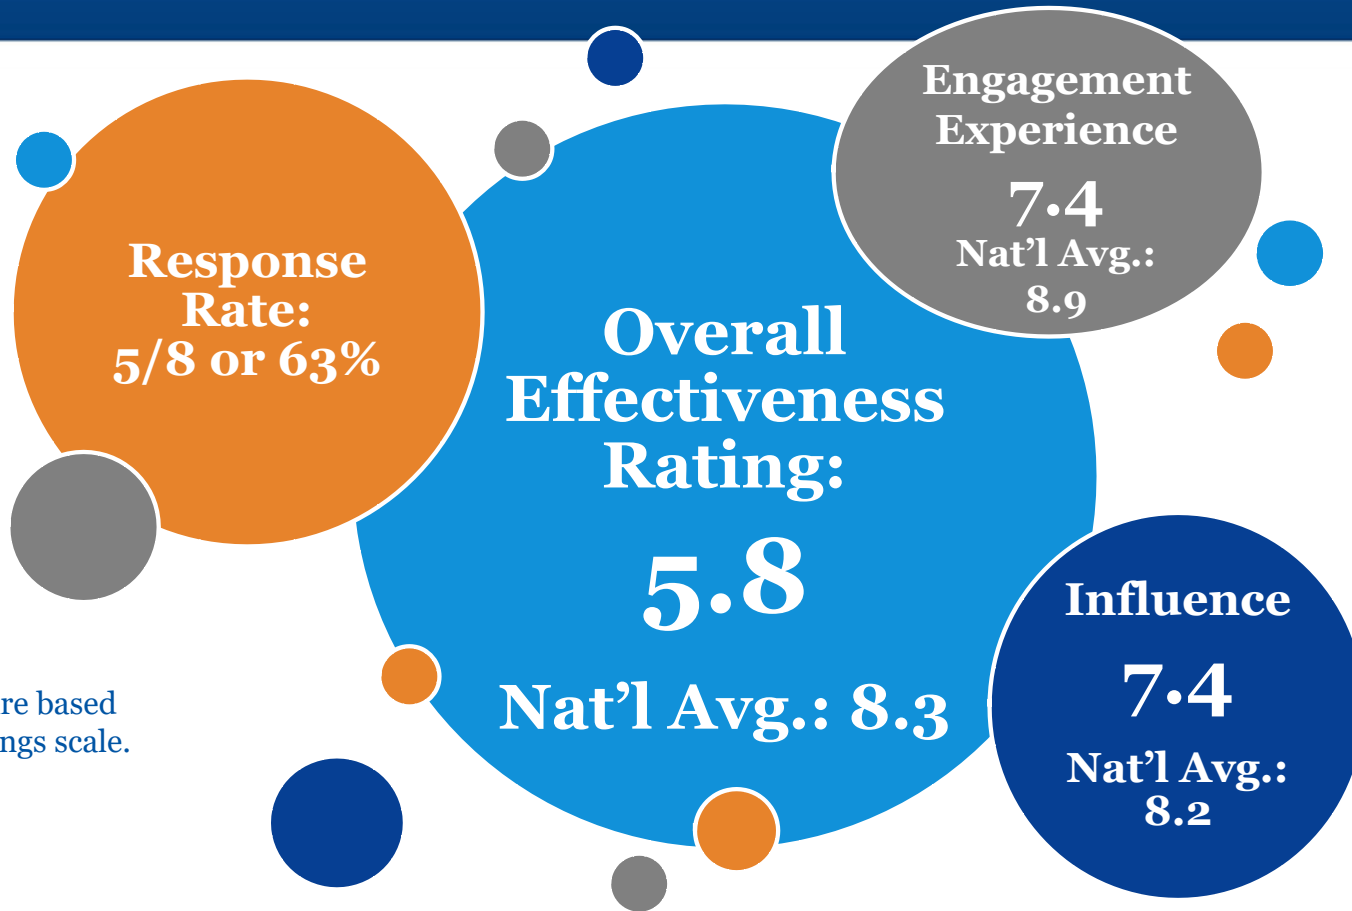 Engagement
Experience
7.4
Nat'l Avg.:
8.9
Response
Rate:
5/8 or 63%
Overall
Effectiveness
Rating:
5.8
Nat'l Avg.: 8.3
Influence
7.4
Nat'l Avg.:
8.2
re based
ngs scale.